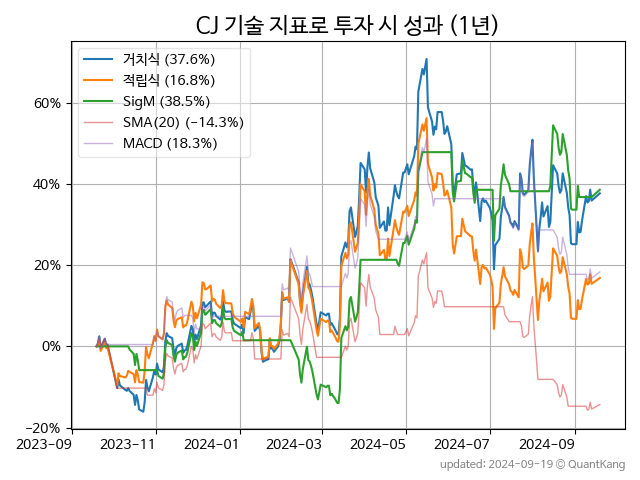 CJ 기술 지표로 투자 시 성과 (1년)
거치식 (37.6%)
적립식 (16.8%)
SigM (38.5%)
SMA(20) (−14.3%)
MACD (18.3%)
60%
40%
20%
0%
−20%
2023-09 2023-11 2024-01 2024-03 2024-05 2024-07 2024-09
updated: 2024-09-19 © QuantKang